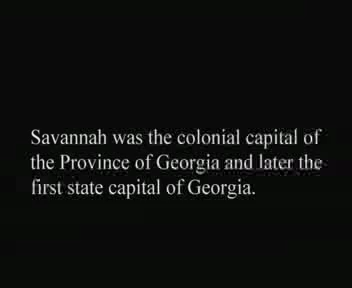 Savannah was the colonial capital of
the Province of Georgia and later the
first state capital of Georgia.